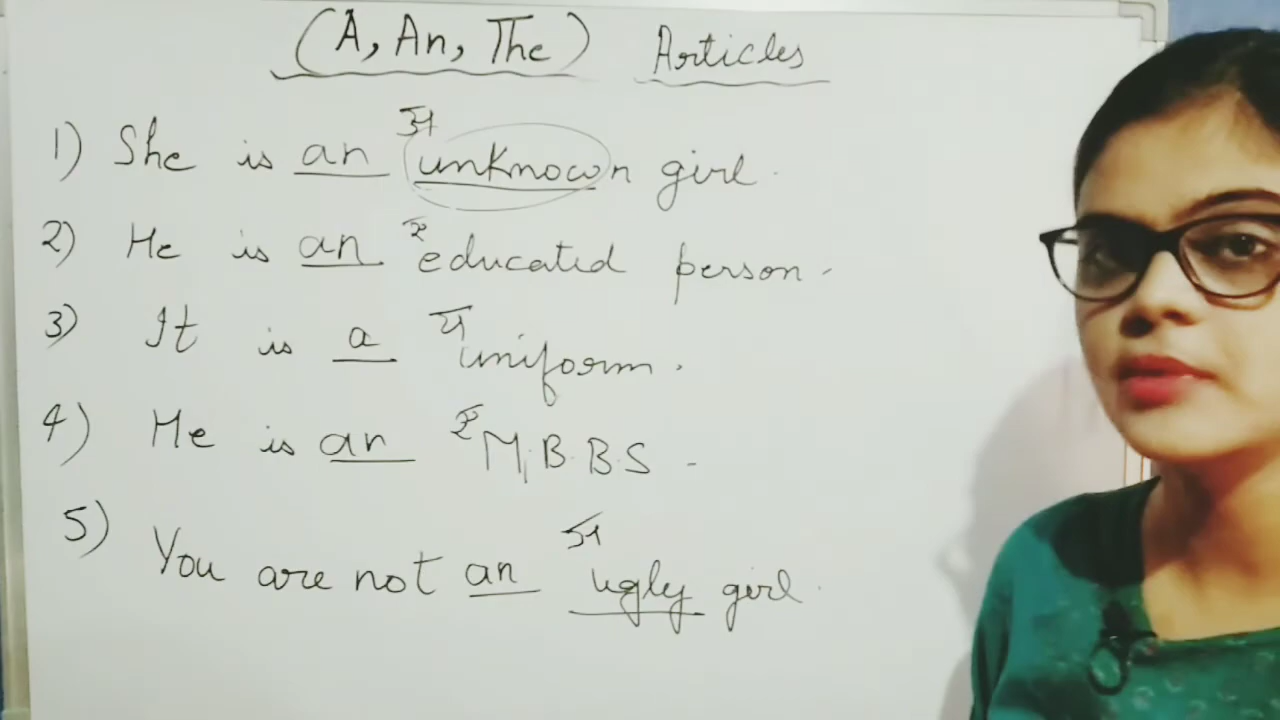 (A, An, The) Articles
अ
1) She is an unknown girl.
ए
2) He is an educated person.
य
3) It is a uniform.
ए
4) He is an M.B.B.S.
अ
5) You are not an ugly girl.